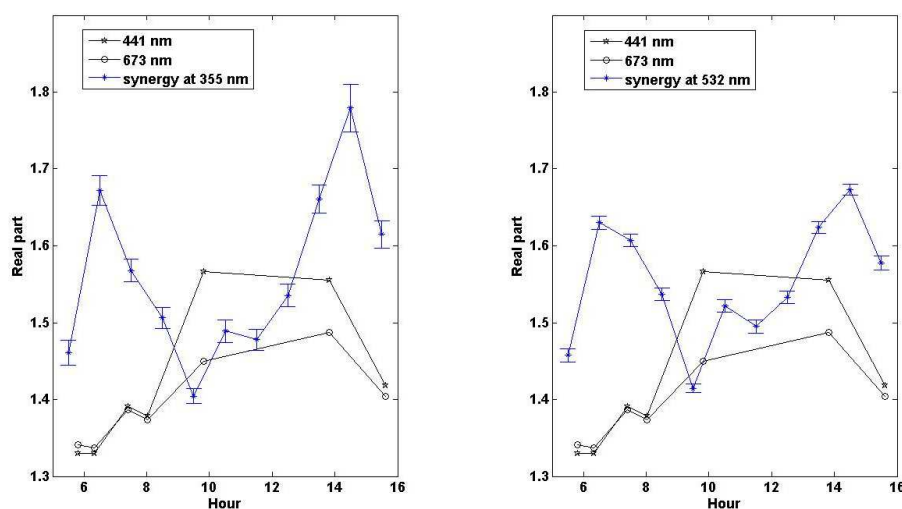 441 nm
673 nm
synergy at 355 nm
1.8
1.7
1.6
1.5
1.4
1.3
Real part
6 8 10 12 14 16
Hour
441 nm
673 nm
synergy at 532 nm
1.8
1.7
1.6
1.5
1.4
1.3
Real part
6 8 10 12 14 16
Hour